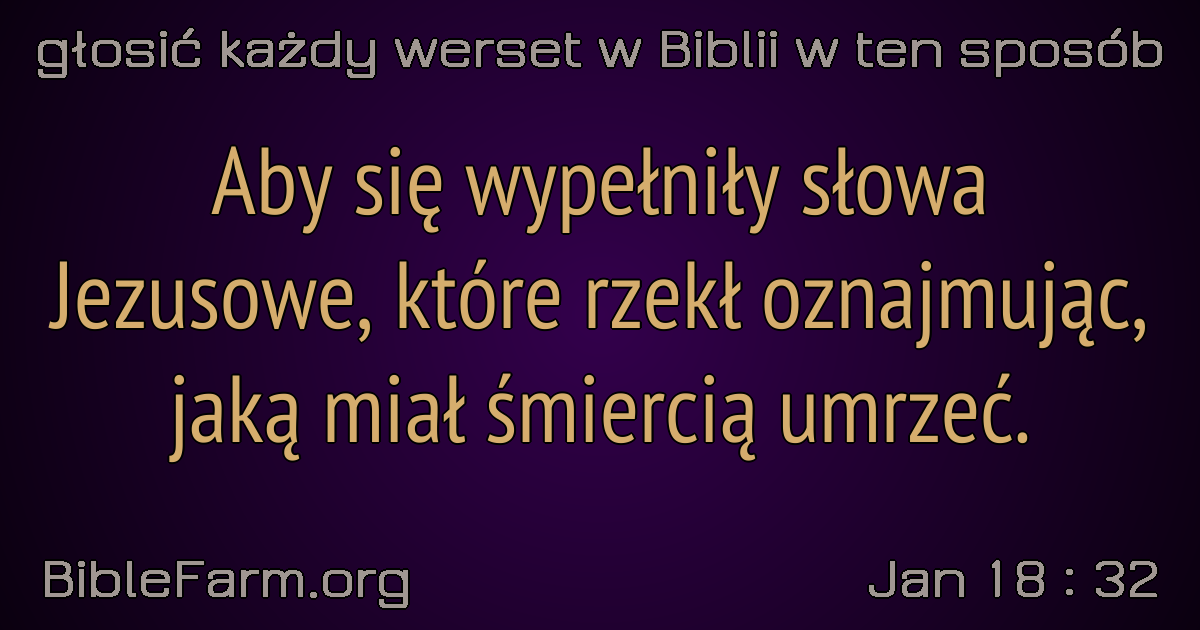 głosić każdy werset w Biblii w ten sposób
Aby się wypełniły słowa
Jezusowe, które rzekł oznajmując,
jaką miał śmiercią umrzeć.
BibleFarm.org
Jan 18 : 32